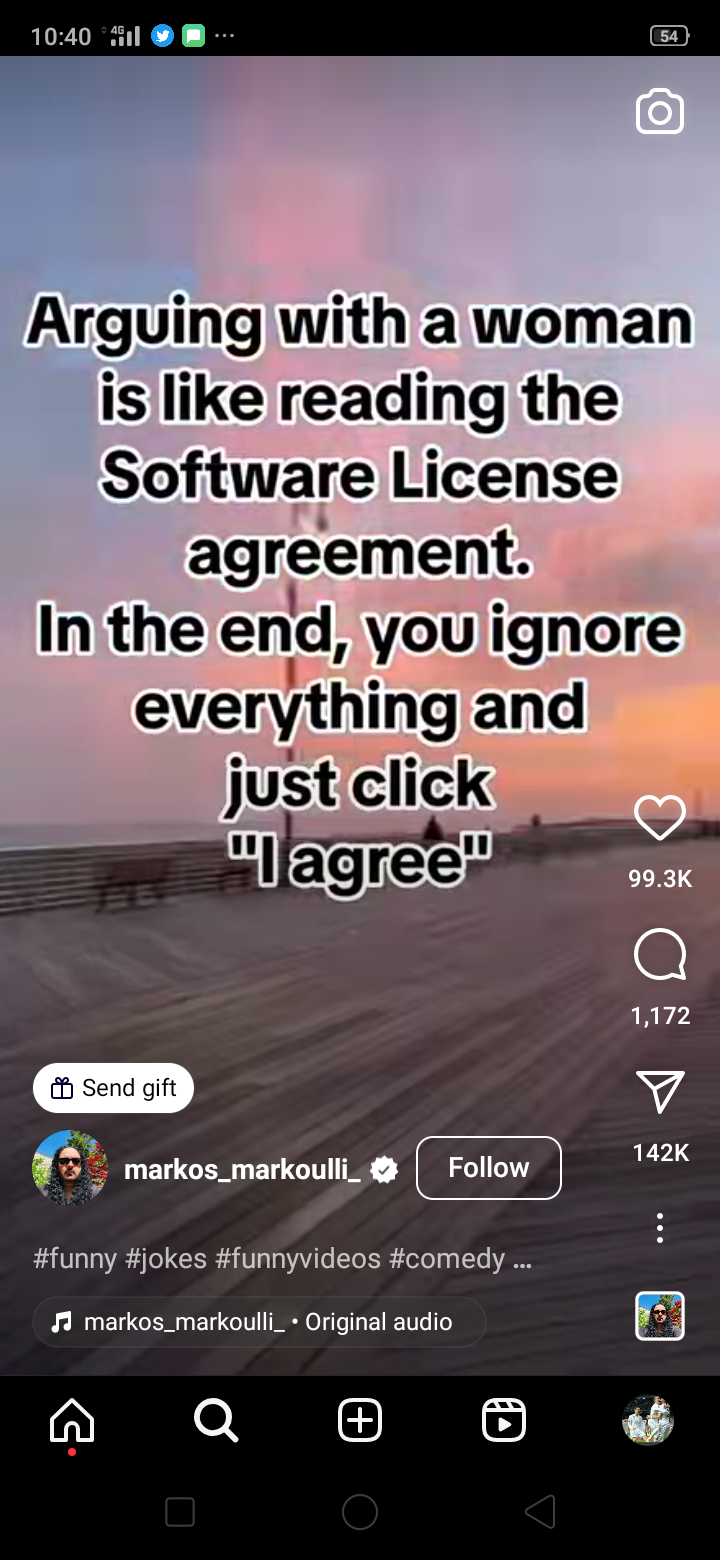 10:40 4G 54
Arguing with a woman
is like reading the
Software License
agreement.
In the end, you ignore
everything and
just click
"I agree"
99.3K
1,172
Send gift
142K
markos_markoulli_ Follow
#funny #jokes #funnyvideos #comedy ...
markos_markoulli_ • Original audio